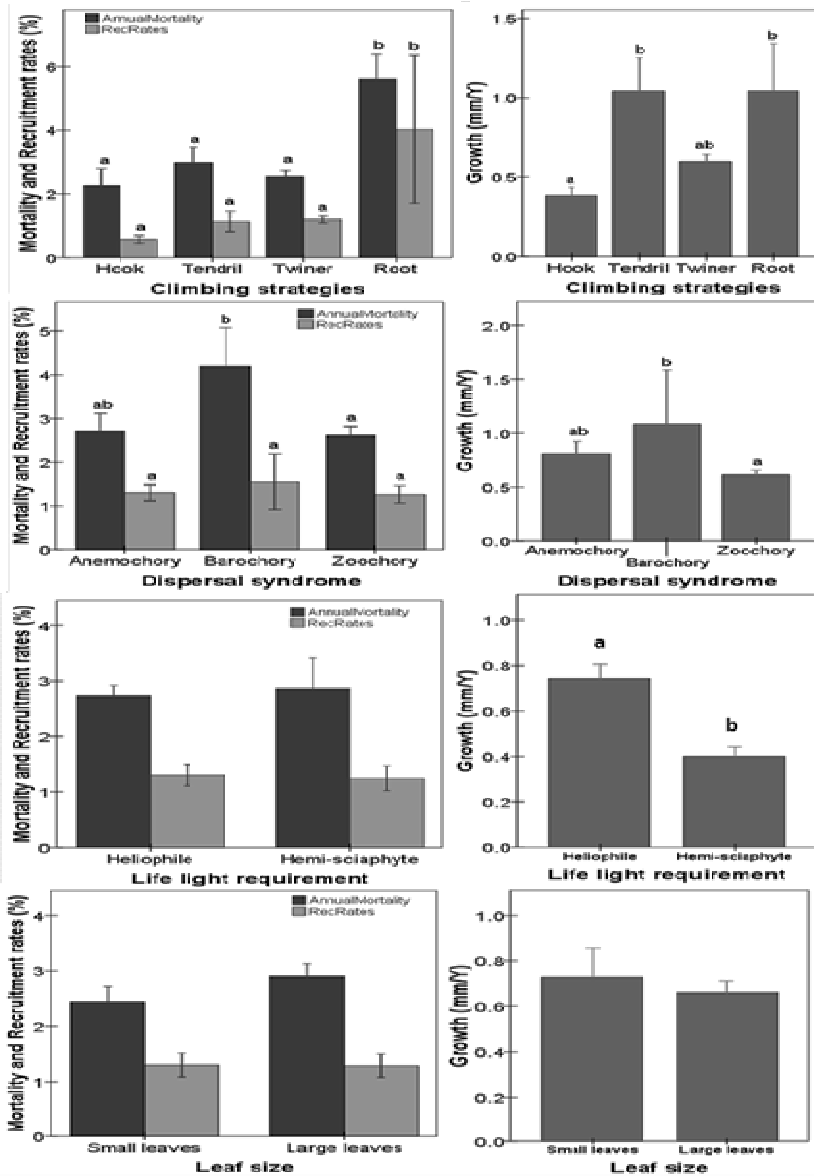 AnnualMortality
RecRates
Mortality and Recruitment rates (%)
6
4
2
0
a a a a a a b b
Hook Tendril Twiner Root
Climbing strategies
Growth (mm/Y)
1.5
1.0
0.5
0.0
a b ab b
Hook Tendril Twiner Root
Climbing strategies
AnnualMortality
RecRates
Mortality and Recruitment rates (%)
5
4
3
2
1
0
ab a b a a a
Anemochory Barochory Zoochory
Dispersal syndrome
Growth (mm/Y)
2.0
1.5
1.0
0.5
0.0
ab b a
Anemochory Barochory Zoochory
Dispersal syndrome
AnnualMortality
RecRates
Mortality and Recruitment rates (%)
4
3
2
1
0
Heliophile Hemi-sciaphyte
Life light requirement
Growth (mm/Y)
1.0
0.8
0.6
0.4
0.2
0.0
a b
Heliophile Hemi-sciaphyte
Life light requirement
AnnualMortality
RecRates
Mortality and Recruitment rates (%)
4
3
2
1
0
Small leaves Large leaves
Leaf size
Growth (mm/Y)
1.0
0.8
0.6
0.4
0.2
0.0
Small leaves Large leaves
Leaf size